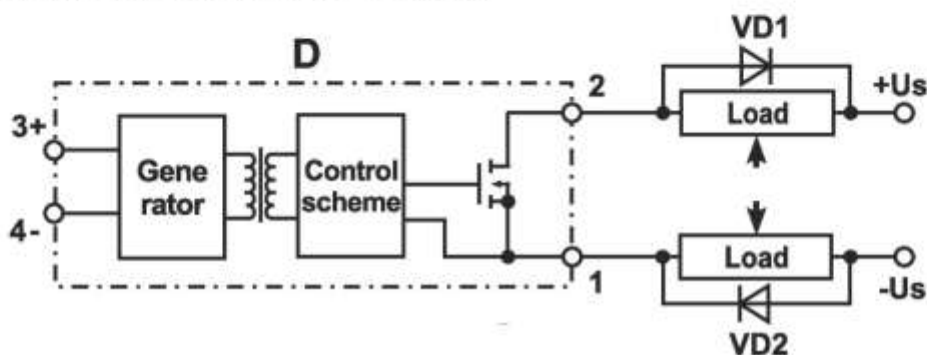 VD1
D
2
+Us
3+
Load
Gene
rator
Control
scheme
4-
Load
1
-Us
VD2